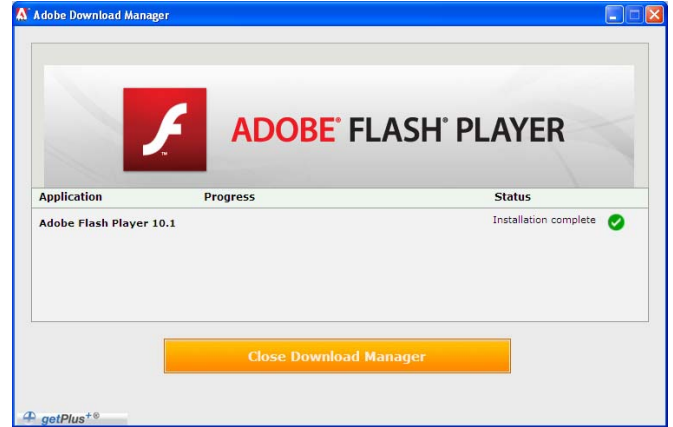 Adobe Download Manager
ADOBE® FLASH® PLAYER
Application Progress Status
Adobe Flash Player 10.1 Installation complete
Close Download Manager
getPlus+®